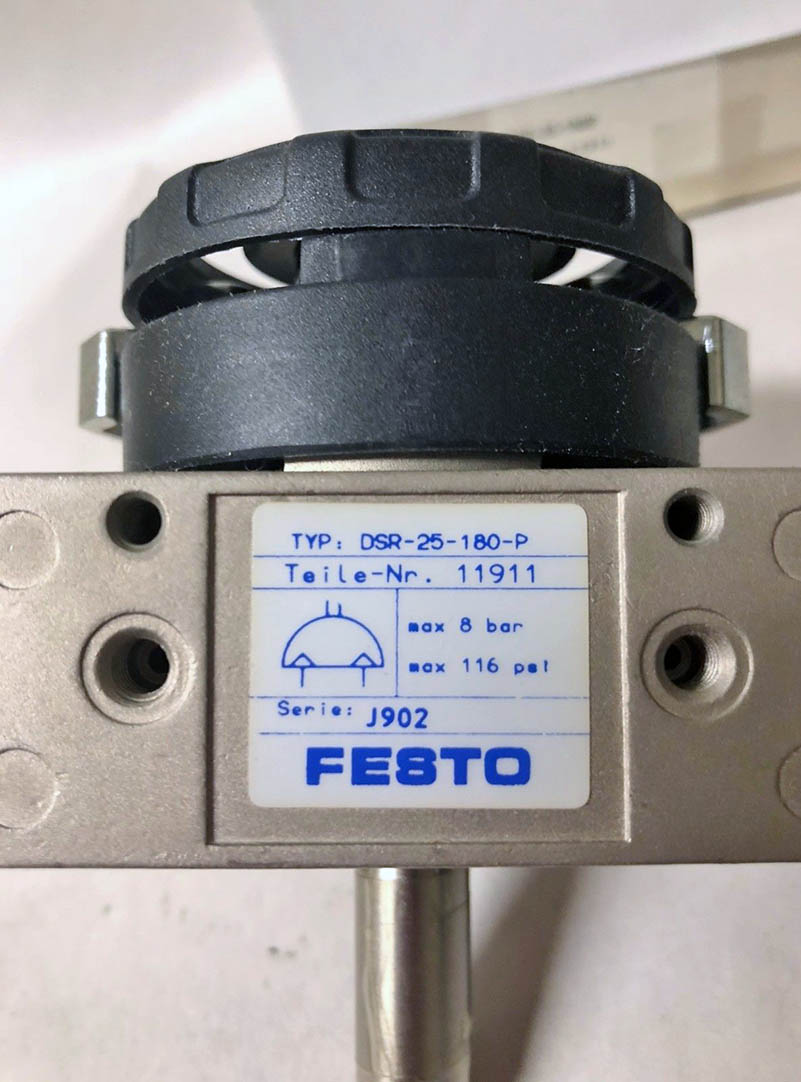 TYP: DSR-25-180-P
Teile-Nr. 11911
max 8 bar
max 116 psi
Serie: J902
FESTO